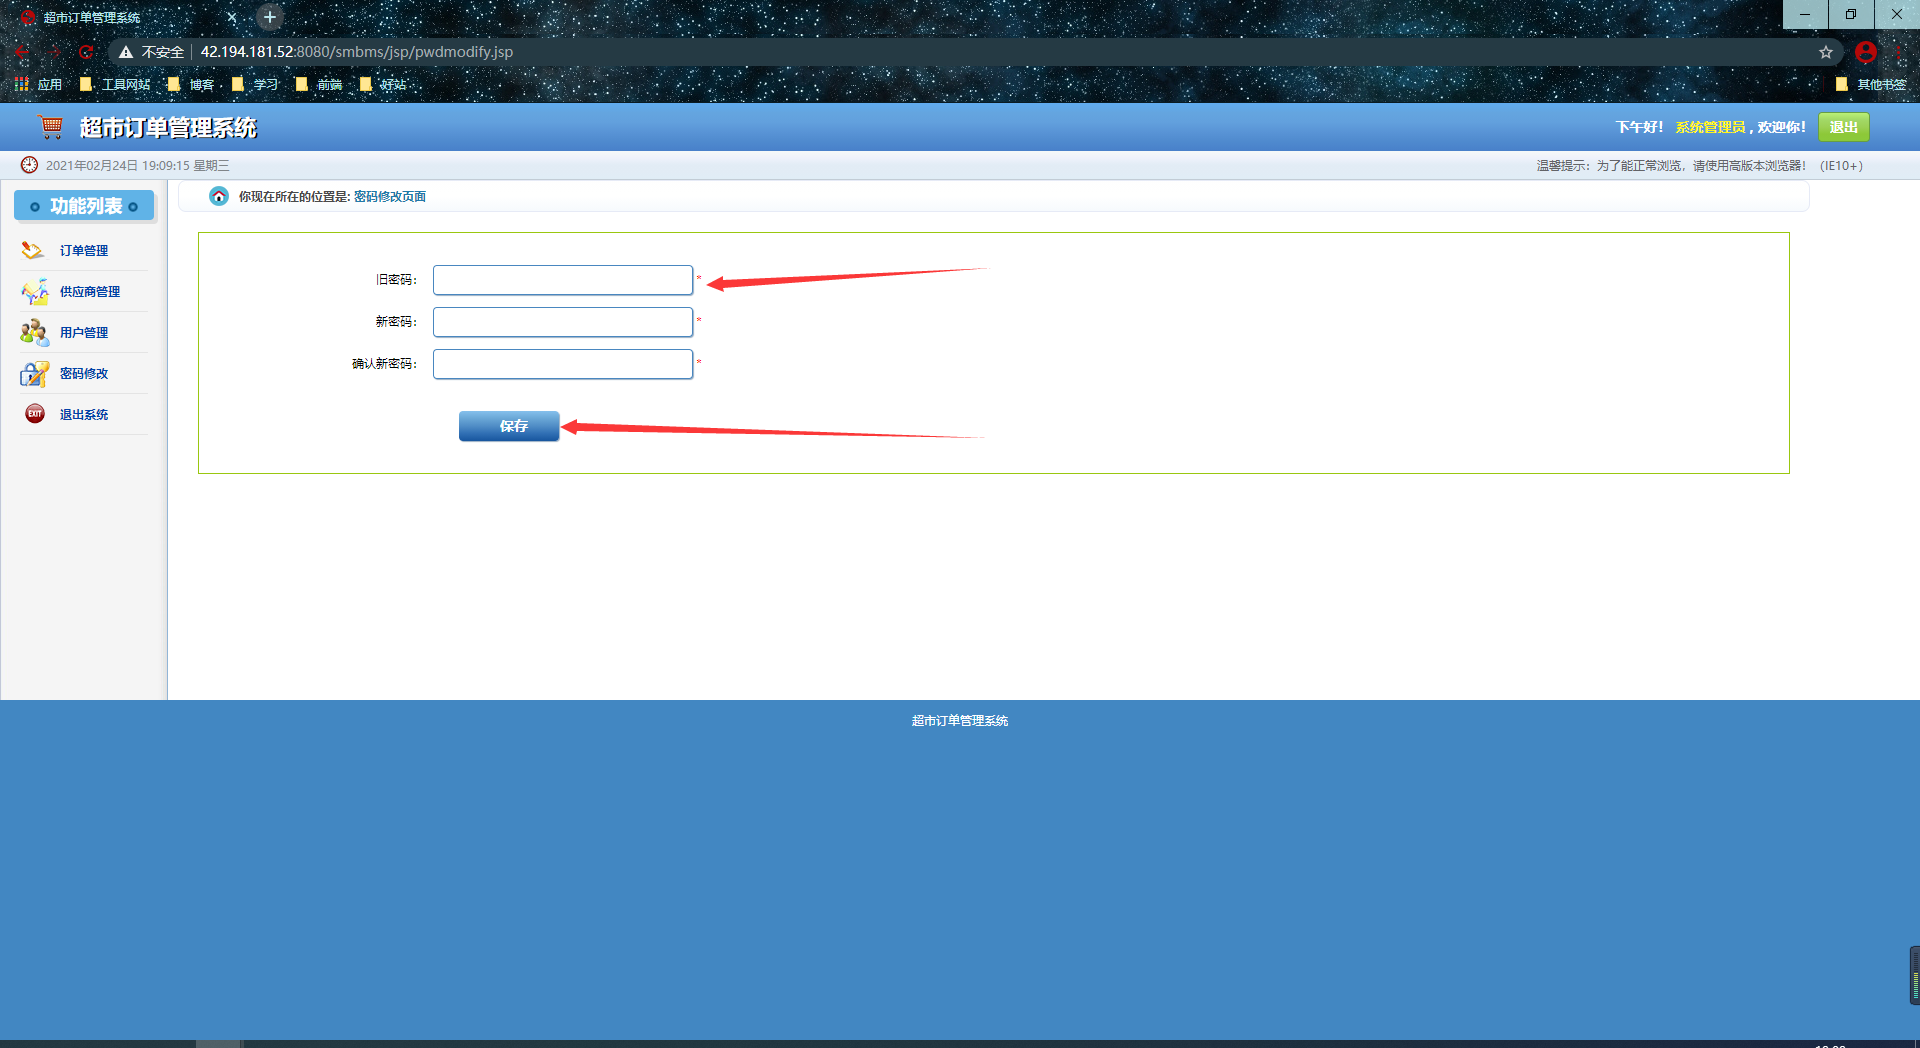 超市订单管理系统
不安全 42.194.181.52:8080/smbms/jsp/pwdmodify.jsp
应用 工具网站 博客 学习 前端 好站 其他书签
超市订单管理系统 下午好！ 系统管理员，欢迎你！ 退出
2021年02月24日 19:09:15 星期三 温馨提示：为了能正常浏览，请使用高版本浏览器！（IE10+）
功能列表
你现在所在的位置是: 密码修改页面
订单管理
供应商管理
用户管理
密码修改
EXIT 退出系统
旧密码： *
新密码： *
确认新密码： *
保存
超市订单管理系统